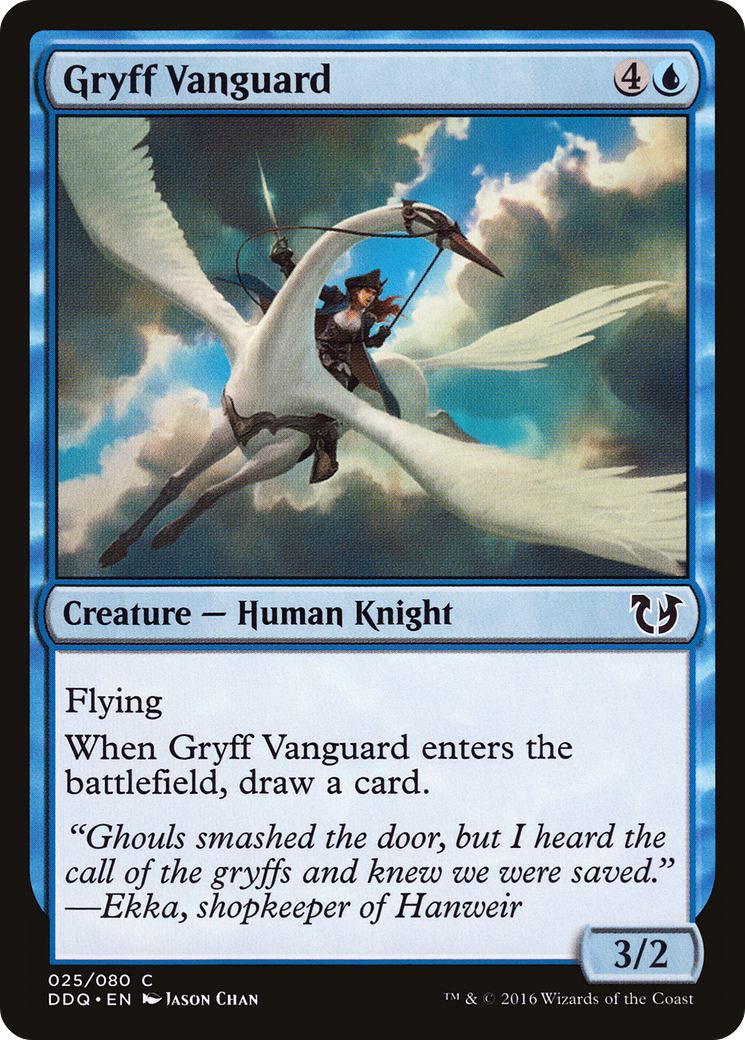 Gryff Vanguard 4
Creature — Human Knight
Flying
When Gryff Vanguard enters the
battlefield, draw a card.
“Ghouls smashed the door, but I heard the
call of the gryffs and knew we were saved.”
—Ekka, shopkeeper of Hanweir
3/2
025/080 C
DDQ • EN Jason Chan
™ & © 2016 Wizards of the Coast